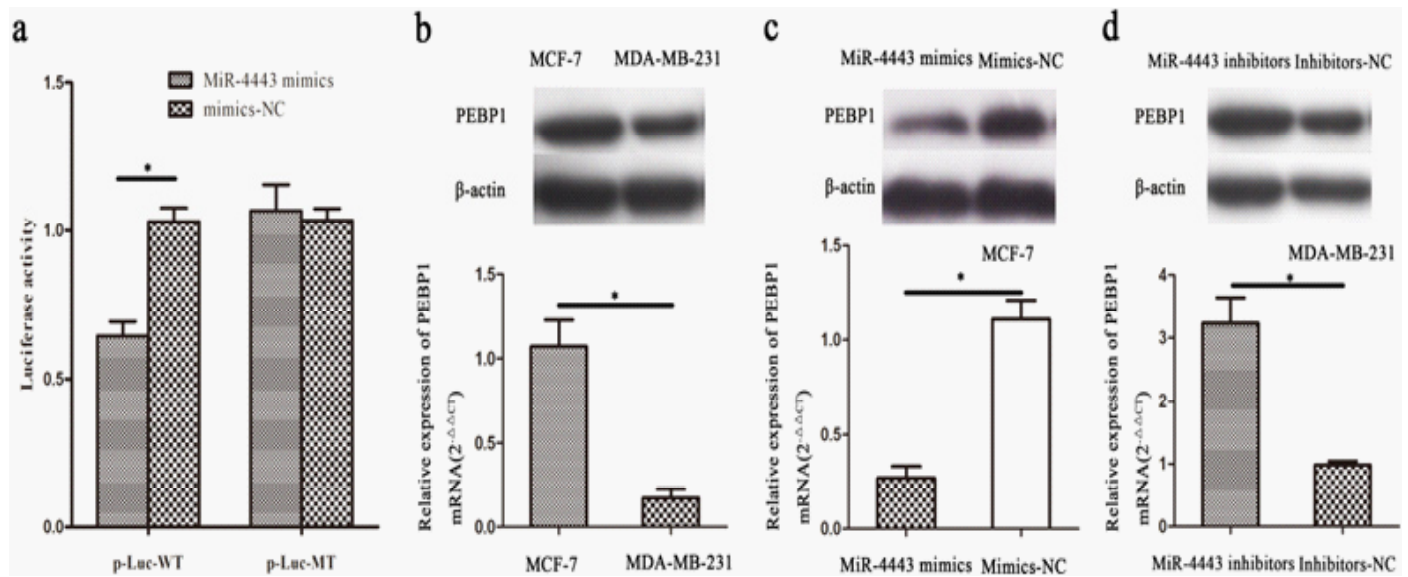 a
1.5
1.0
0.5
0.0
Luciferase activity
MiR-4443 mimics
mimics-NC
*
p-Luc-WT
p-Luc-MT
b
MCF-7
MDA-MB-231
PEBP1
β-actin
1.5
1.0
0.5
0.0
Relative expression of PEBP1
mRNA(2-△△CT)
*
MCF-7
MDA-MB-231
c
MiR-4443 mimics
Mimics-NC
PEBP1
β-actin
MCF-7
1.5
1.0
0.5
0.0
Relative expression of PEBP1
mRNA(2-△△CT)
*
MiR-4443 mimics
Mimics-NC
d
MiR-4443 inhibitors
Inhibitors-NC
PEBP1
β-actin
MDA-MB-231
4
3
2
1
0
Relative expression of PEBP1
mRNA(2-△△CT)
*
MiR-4443 inhibitors
Inhibitors-NC